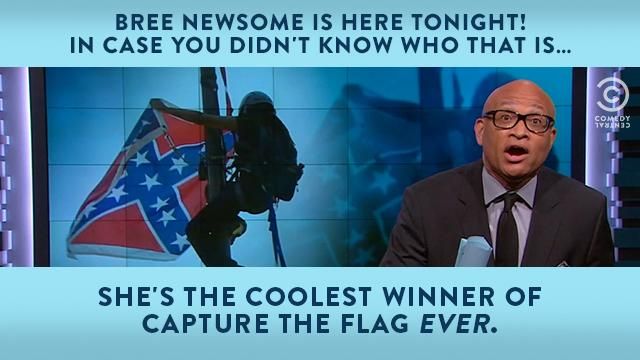 BREE NEWSOME IS HERE TONIGHT!
IN CASE YOU DIDN'T KNOW WHO THAT IS...
COMEDY
CENTRAL
SHE'S THE COOLEST WINNER OF
CAPTURE THE FLAG EVER.